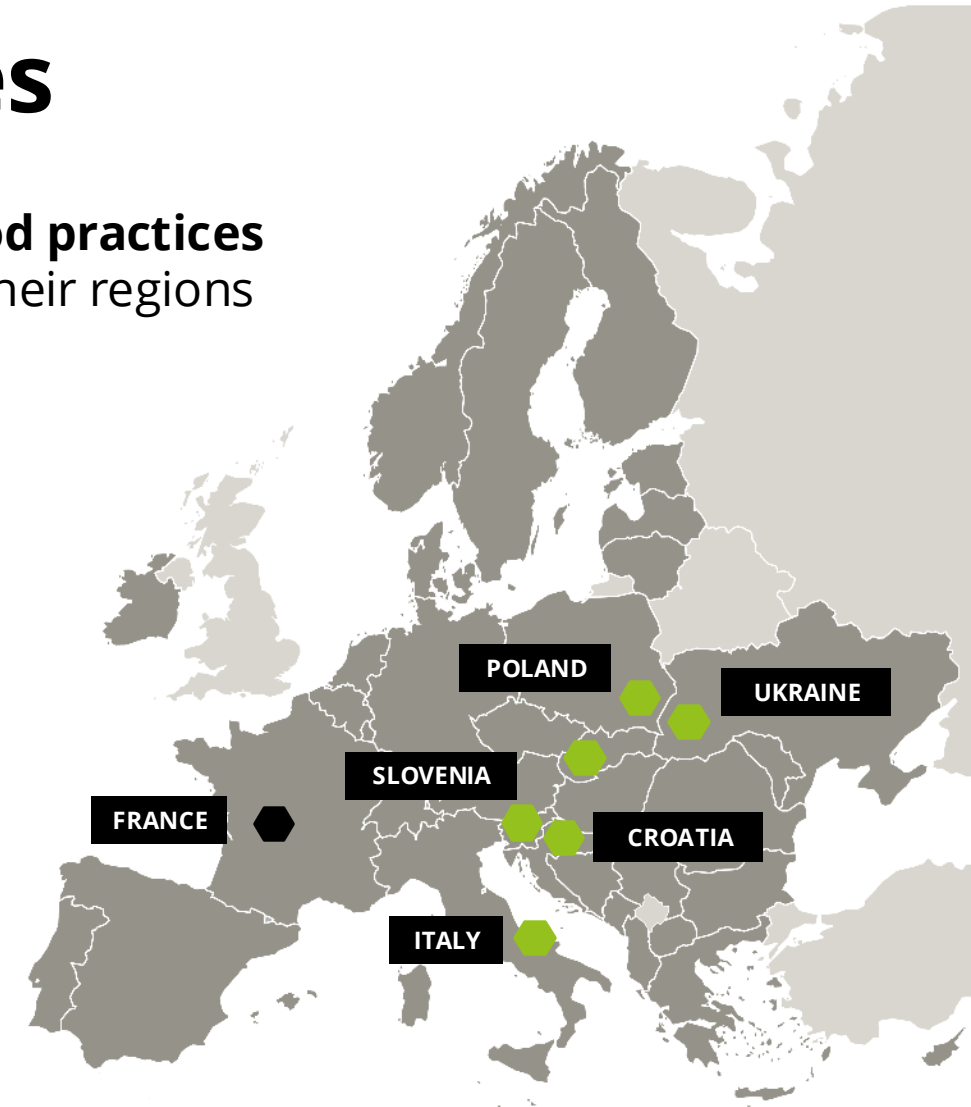 es
od practices
heir regions
POLAND
UKRAINE
SLOVENIA
FRANCE
CROATIA
ITALY